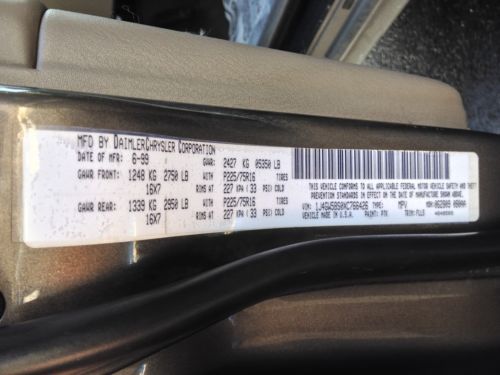 MFD BY DAIMLERCHRYSLER CORPORATION
DATE OF MFR: 6-99 GVWR: 2427 KG 05350 LB
GAWR FRONT: 1248 KG 2750 LB WITH P225/75R16 TIRES
16X7 RIMS AT 227 KPA / 33 PSI COLD
GAWR REAR: 1339 KG 2950 LB WITH P225/75R16 TIRES
16X7 RIMS AT 227 KPA / 33 PSI COLD
THIS VEHICLE CONFORMS TO ALL APPLICABLE FEDERAL MOTOR VEHICLE SAFETY AND THEFT
PREVENTION STANDARDS IN EFFECT ON THE DATE OF MANUFACTURE SHOWN ABOVE.
VIN: TYPE: MPV MDH:
VEHICLE MADE IN U.S.A. PAINT: TRIM: